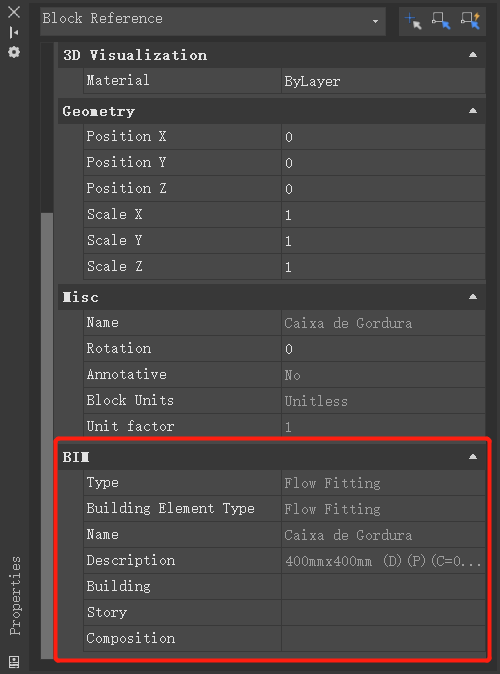 Block Reference
3D Visualization
Material ByLayer
Geometry
Position X 0
Position Y 0
Position Z 0
Scale X 1
Scale Y 1
Scale Z 1
Misc
Name Caixa de Gordura
Rotation 0
Annotative No
Block Units Unitless
Unit factor 1
BIM
Type Flow Fitting
Building Element Type Flow Fitting
Name Caixa de Gordura
Description 400mmx400mm (D)(P)(C=0...
Building
Story
Composition
Properties